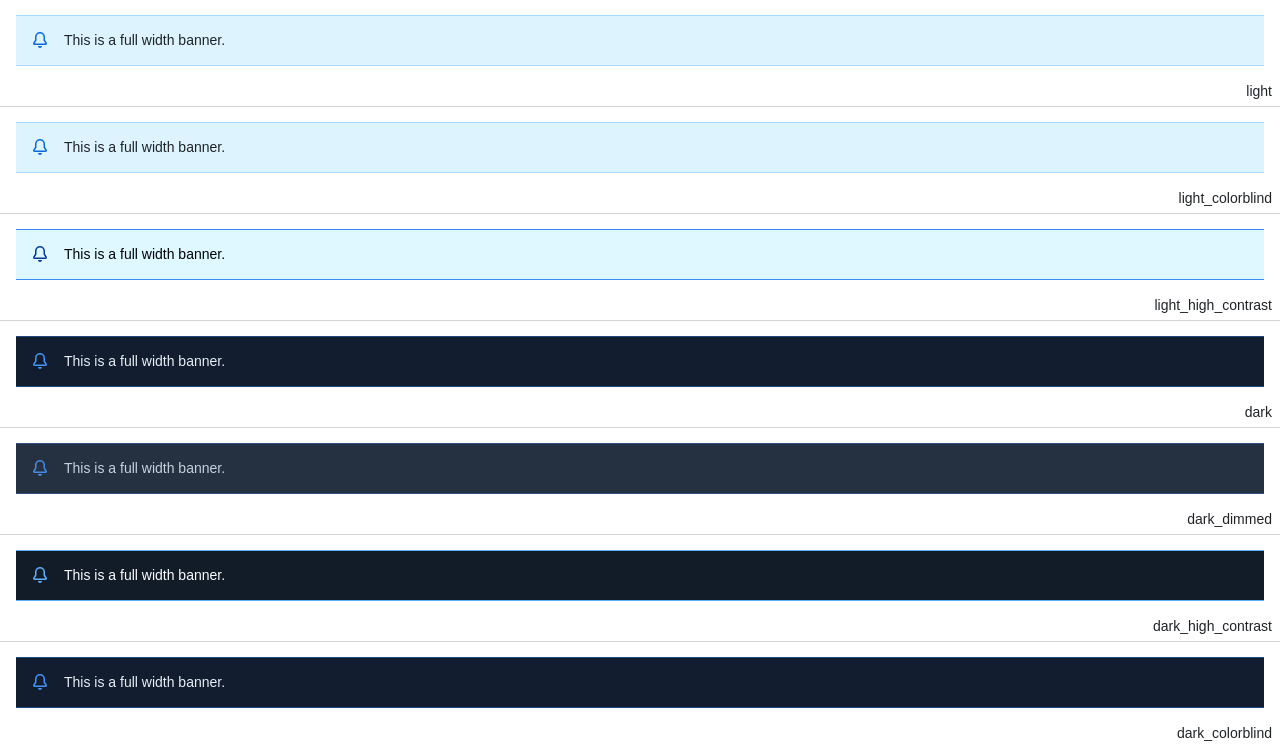 This is a full width banner.
light
This is a full width banner.
light_colorblind
This is a full width banner.
light_high_contrast
This is a full width banner.
dark
This is a full width banner.
dark_dimmed
This is a full width banner.
dark_high_contrast
This is a full width banner.
dark_colorblind